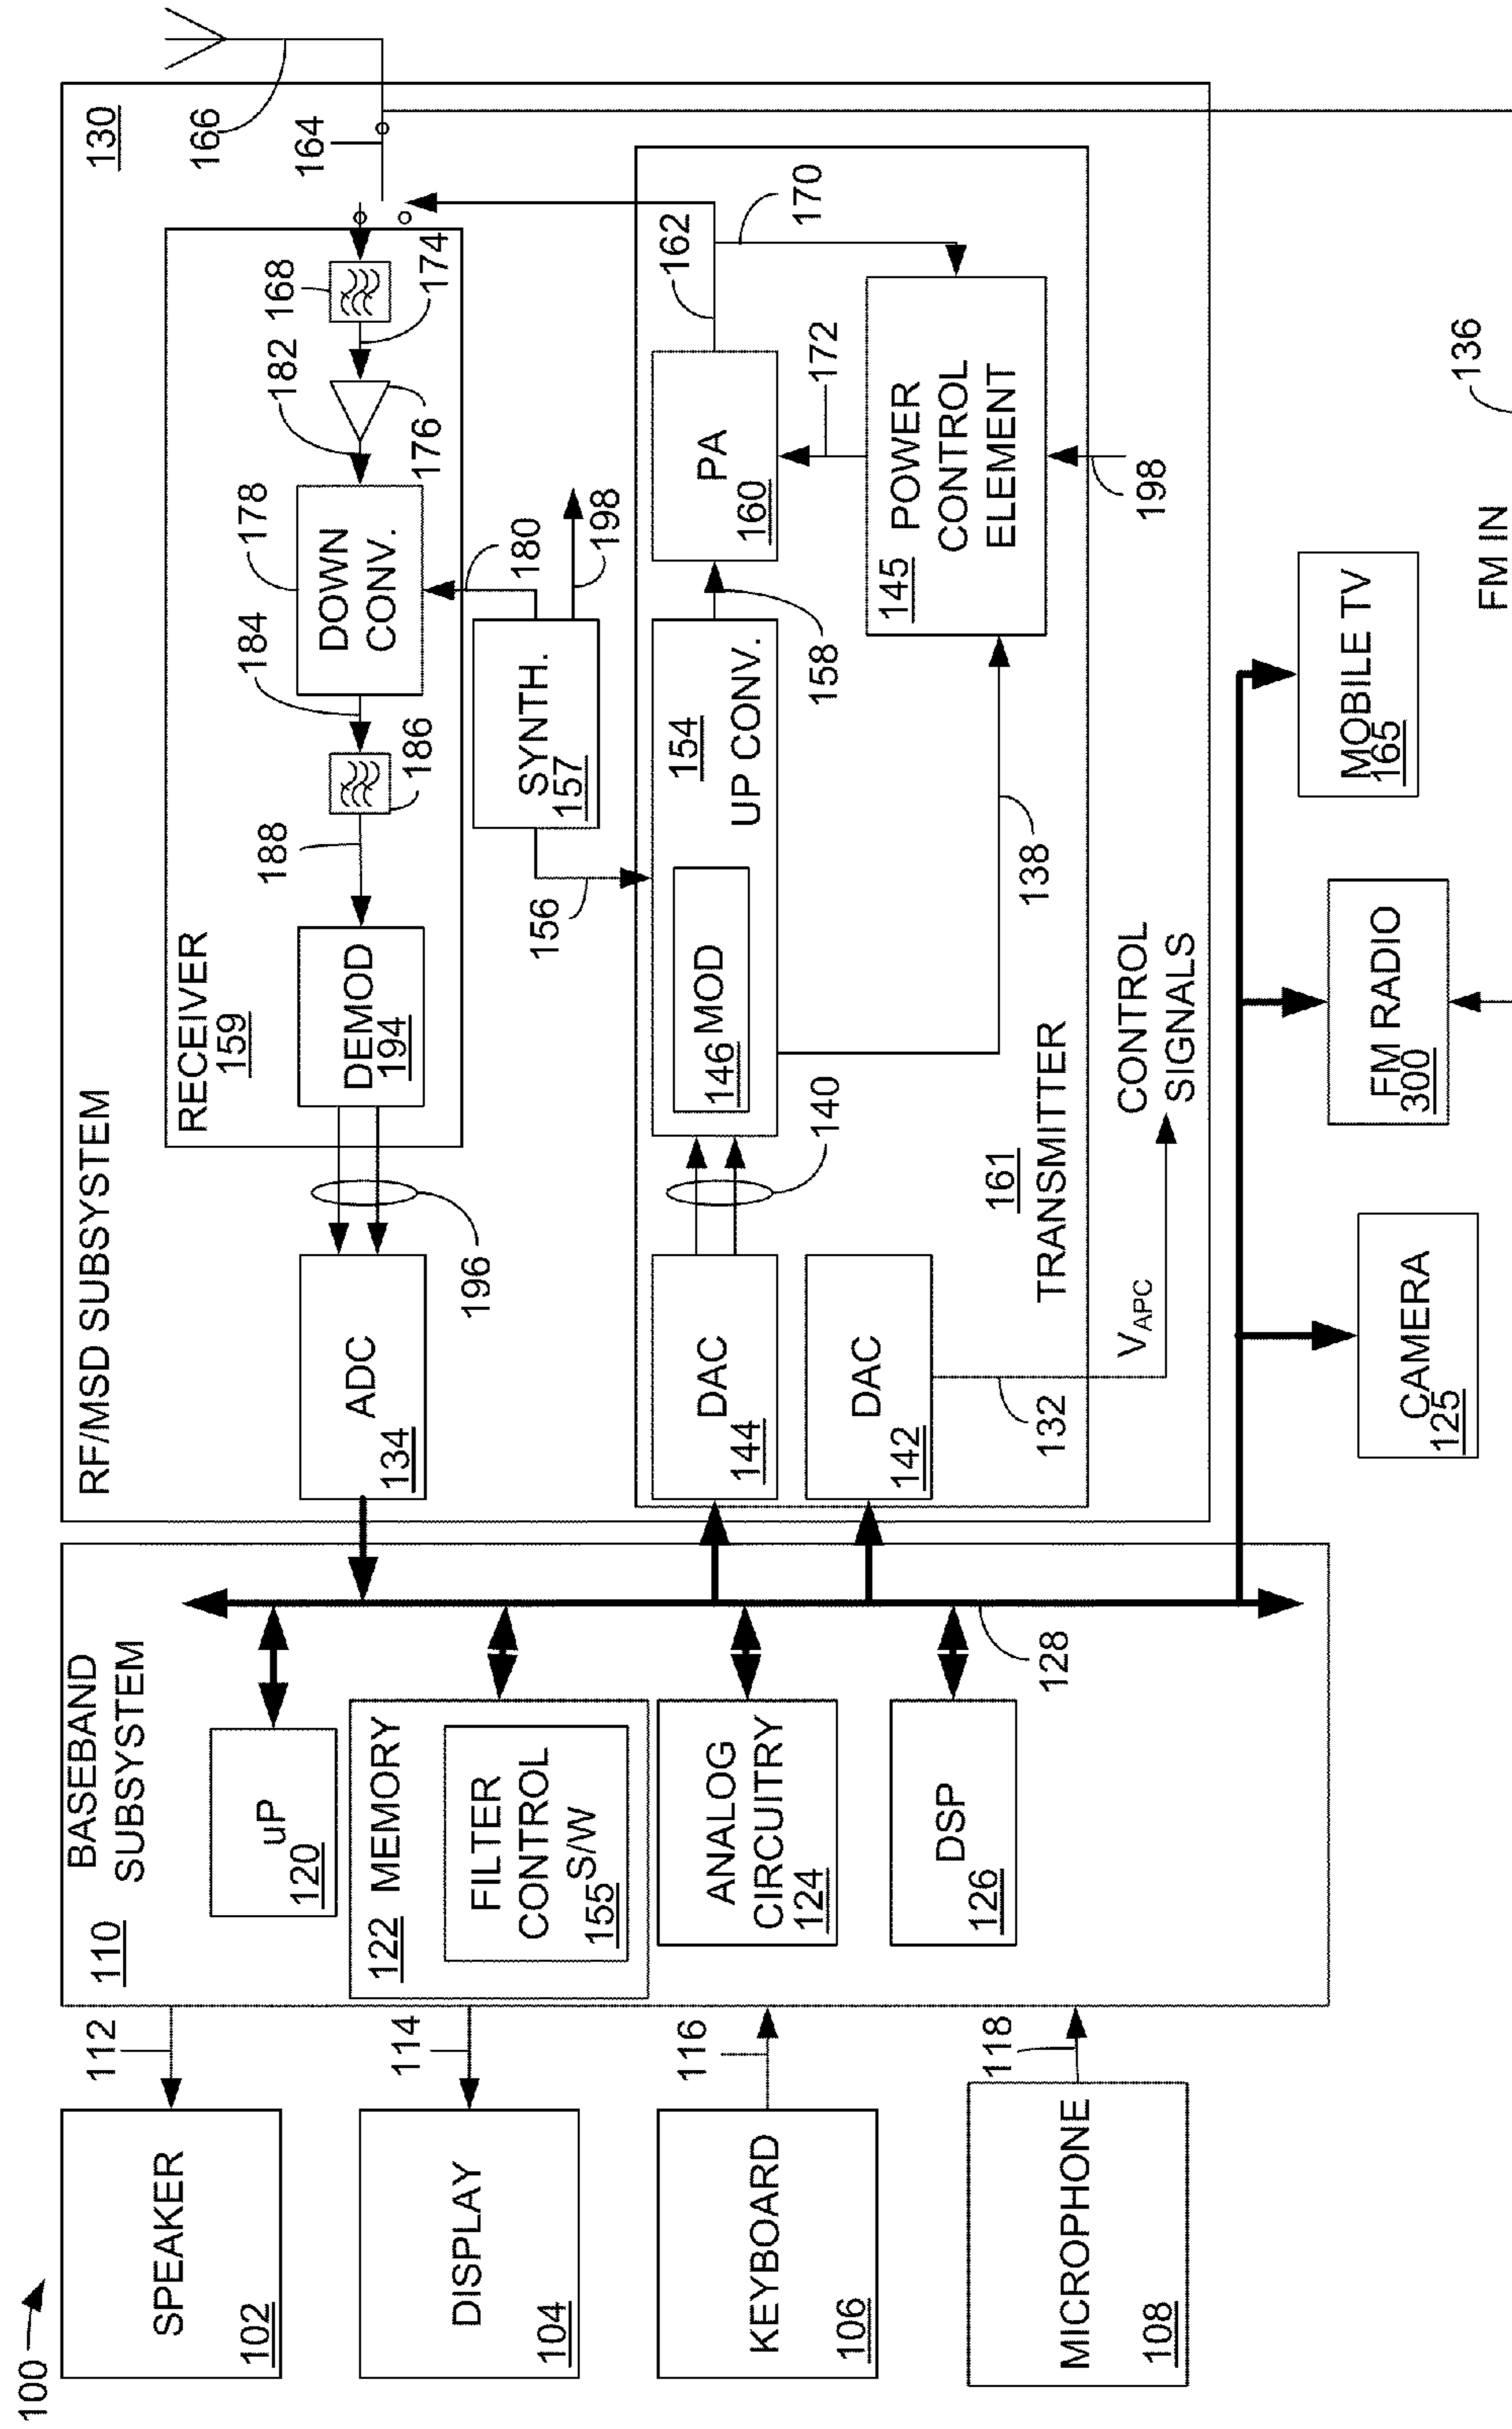 100
SPEAKER
102
DISPLAY
104
KEYBOARD
106
MICROPHONE
108
112
114
116
118
BASEBAND
SUBSYSTEM
110
uP
120
MEMORY
122
FILTER
CONTROL
S/W
155
ANALOG
CIRCUITRY
124
DSP
126
128
RF/MSD SUBSYSTEM
130
ADC
134
196
RECEIVER
159
DEMOD
194
188
186
184
DOWN
CONV.
178
182
176
174
168
164
166
SYNTH.
157
156
180
198
DAC
144
140
DAC
142
132
VAPC
CONTROL
SIGNALS
161
TRANSMITTER
MOD
146
154
UP CONV.
158
138
PA
160
162
170
172
145
POWER
CONTROL
ELEMENT
198
CAMERA
125
FM RADIO
300
MOBILE TV
165
FM IN
136